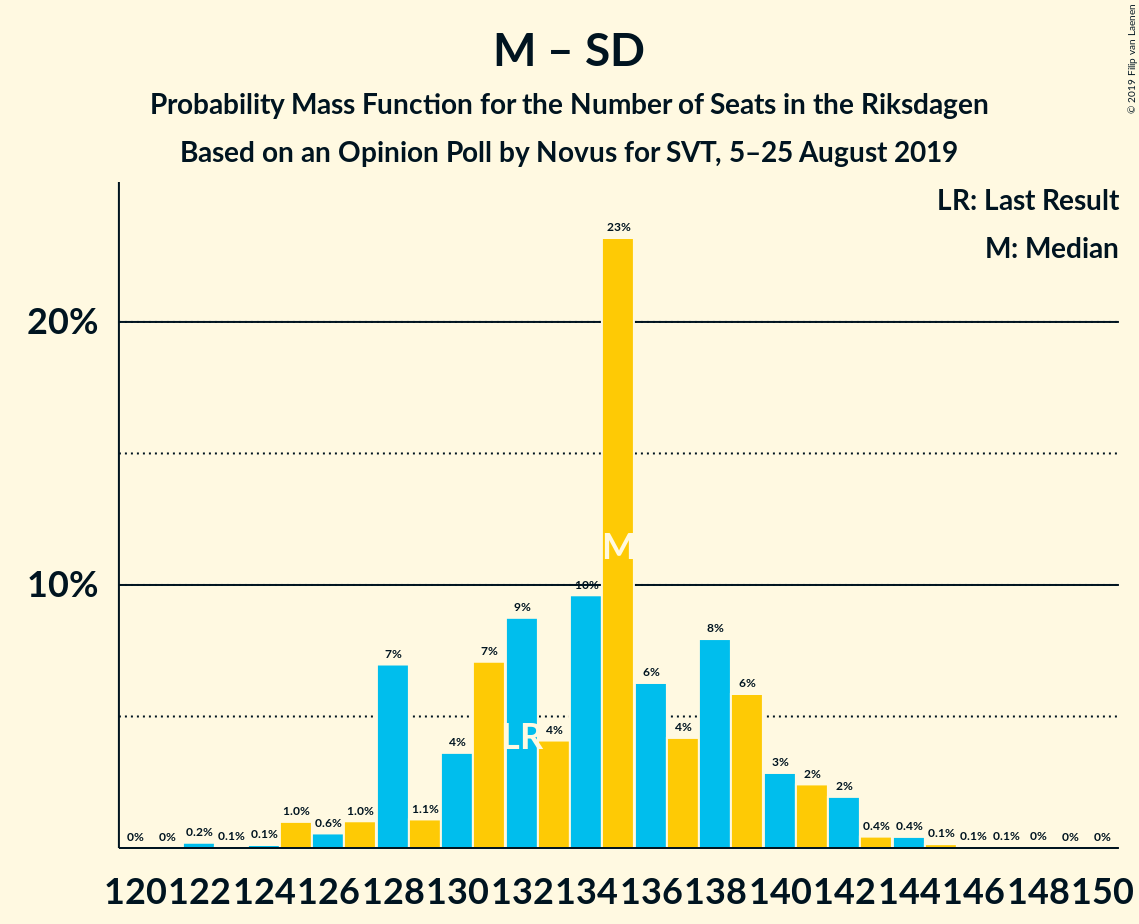 M – SD
Probability Mass Function for the Number of Seats in the Riksdagen
Based on an Opinion Poll by Novus for SVT, 5–25 August 2019
© 2019 Filip van Laenen
LR: Last Result
M: Median
20%
10%
0% 0% 0.2% 0.1% 0.1% 1.0% 0.6% 1.0% 7% 1.1% 4% 7% 9% 4% 10% 23% 6% 4% 8% 6% 3% 2% 2% 0.4% 0.4% 0.1% 0.1% 0.1% 0% 0% 0%
M
LR
120 122 124 126 128 130 132 134 136 138 140 142 144 146 148 150